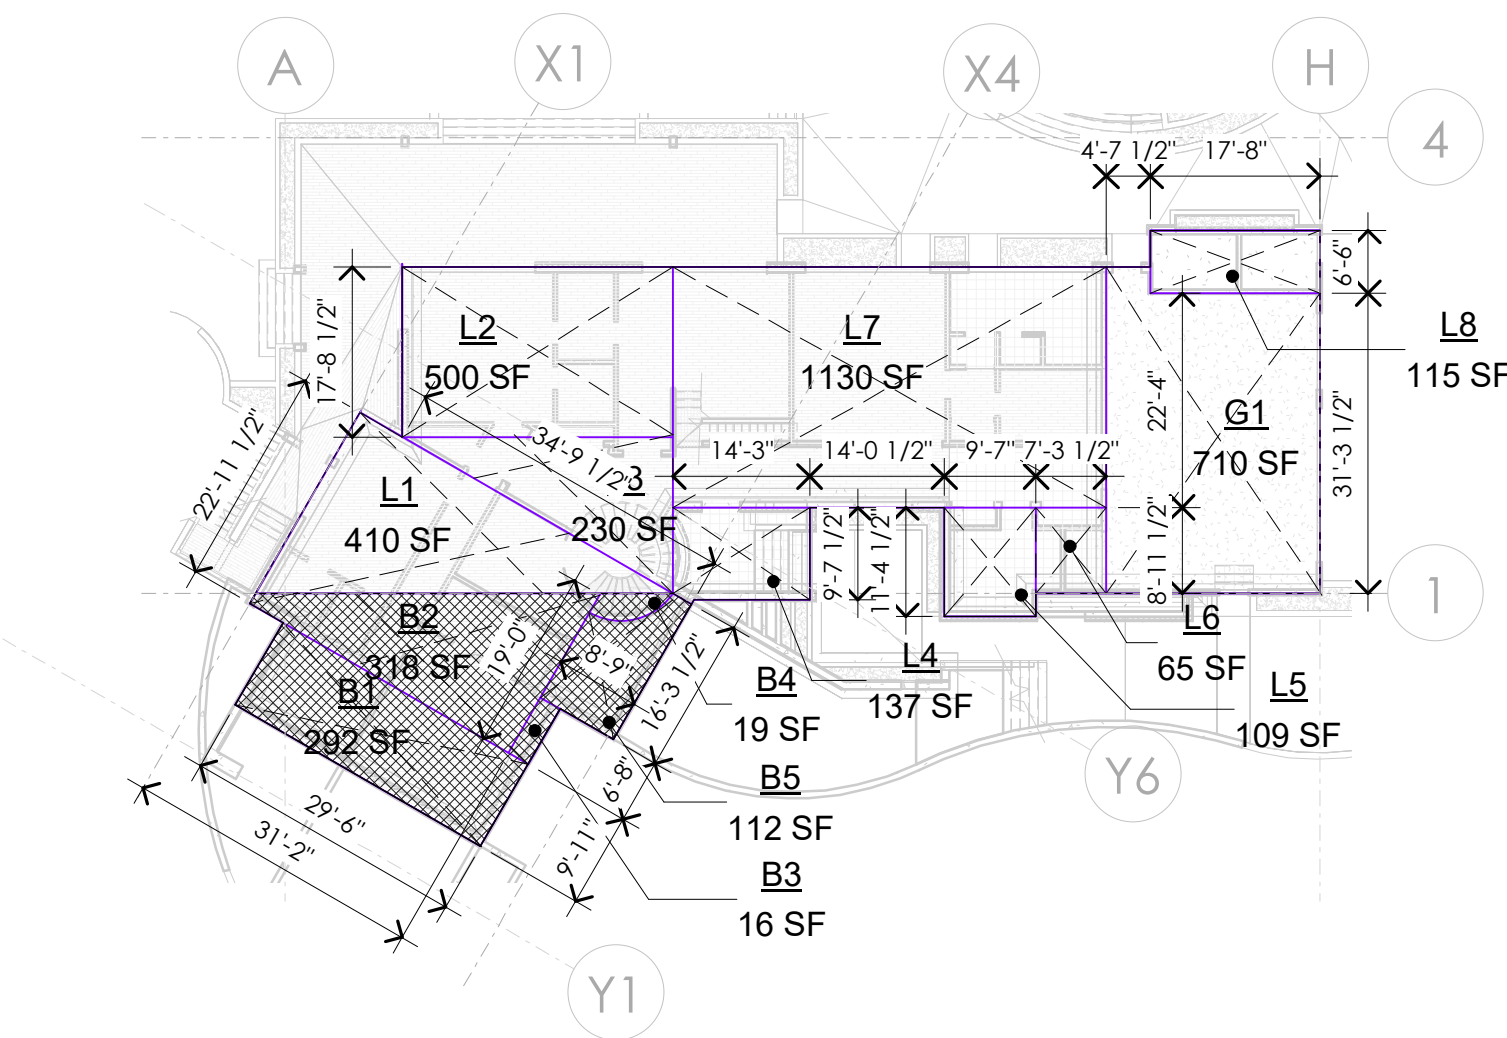 A
X1
X4
H
4
4'-7 1/2"
17'-8"
6'-6"
L2
500 SF
L7
1130 SF
L8
115 SF
17'-8 1/2"
22'-4"
G1
710 SF
31'-3 1/2"
22'-11 1/2"
34'-9 1/2"
14'-3"
14'-0 1/2"
9'-7"
7'-3 1/2"
L1
410 SF
3
230 SF
9'-7 1/2"
11'-4 1/2"
8'-11 1/2"
1
B2
318 SF
19'-0"
8'-9"
16'-3 1/2"
B1
292 SF
B4
19 SF
L4
137 SF
L6
65 SF
L5
109 SF
6'-8"
B5
112 SF
Y6
29'-6"
31'-2"
9'-11"
B3
16 SF
Y1